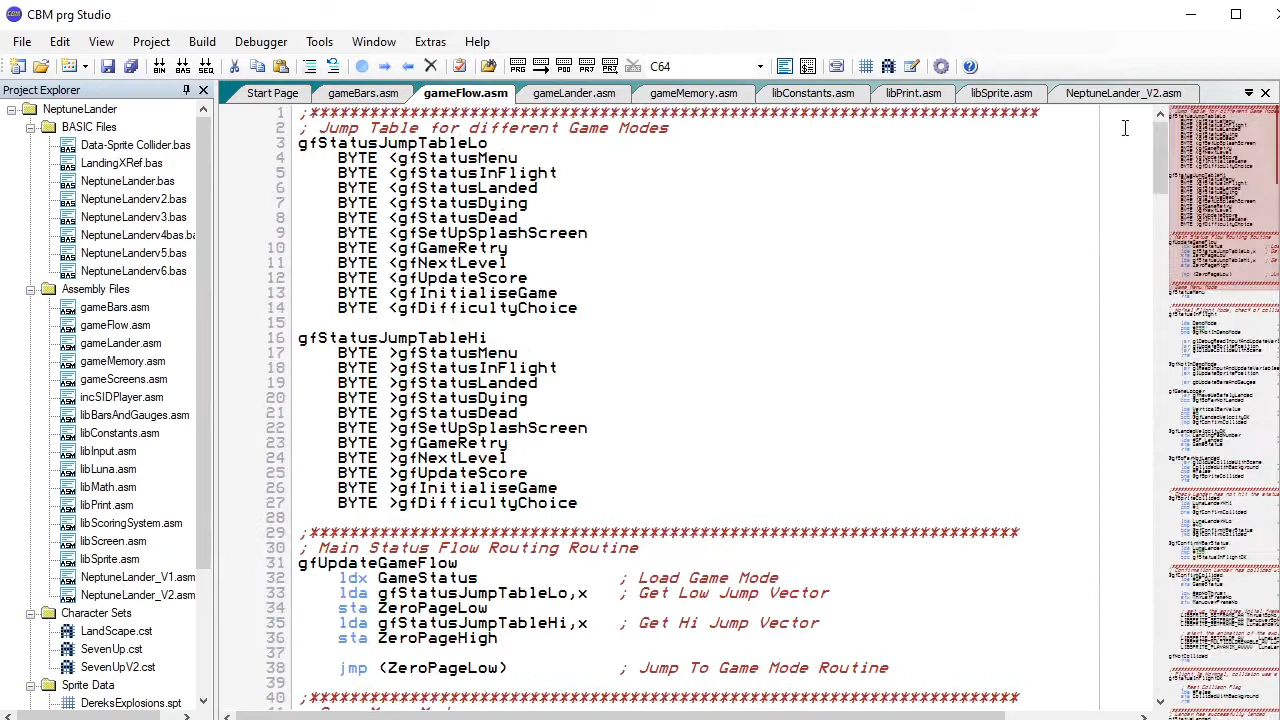 CBM prg Studio
File Edit View Project Build Debugger Tools Window Extras Help
C64
Project Explorer
Start Page gameBars.asm gameFlow.asm gameLander.asm gameMemory.asm libConstants.asm libPrint.asm libSprite.asm NeptuneLander_V2.asm
NeptuneLander
BASIC Files
Data-Sprite Collider.bas
LandingXRef.bas
NeptuneLander.bas
NeptuneLanderv2.bas
NeptuneLanderv3.bas
NeptuneLanderv4bas.ba
NeptuneLanderv5.bas
NeptuneLanderv6.bas
Assembly Files
gameBars.asm
gameFlow.asm
gameLander.asm
gameMemory.asm
gameScreens.asm
incSIDPlayer.asm
libBarsAndGauges.asm
libConstants.asm
libInput.asm
libLuna.asm
libMath.asm
libPrint.asm
libScoringSystem.asm
libScreen.asm
libSprite.asm
NeptuneLander_V1.asm
NeptuneLander_V2.asm
Character Sets
LandScape.cst
SevenUp.cst
SevenUpV2.cst
Sprite Data
DereksExplosions.spt
1 ;*************************************************************************
2 ; Jump Table for different Game Modes
3 gfStatusJumpTableLo
4 BYTE <gfStatusMenu
5 BYTE <gfStatusInFlight
6 BYTE <gfStatusLanded
7 BYTE <gfStatusDying
8 BYTE <gfStatusDead
9 BYTE <gfSetUpSplashScreen
10 BYTE <gfGameRetry
11 BYTE <gfNextLevel
12 BYTE <gfUpdateScore
13 BYTE <gfInitialiseGame
14 BYTE <gfDifficultyChoice
15
16 gfStatusJumpTableHi
17 BYTE >gfStatusMenu
18 BYTE >gfStatusInFlight
19 BYTE >gfStatusLanded
20 BYTE >gfStatusDying
21 BYTE >gfStatusDead
22 BYTE >gfSetUpSplashScreen
23 BYTE >gfGameRetry
24 BYTE >gfNextLevel
25 BYTE >gfUpdateScore
26 BYTE >gfInitialiseGame
27 BYTE >gfDifficultyChoice
28
29 ;***********************************************************************
30 ; Main Status Flow Routing Routine
31 gfUpdateGameFlow
32 ldx GameStatus ; Load Game Mode
33 lda gfStatusJumpTableLo,x ; Get Low Jump Vector
34 sta ZeroPageLow
35 lda gfStatusJumpTableHi,x ; Get Hi Jump Vector
36 sta ZeroPageHigh
37
38 jmp (ZeroPageLow) ; Jump To Game Mode Routine
39
40 ;***********************************************************************